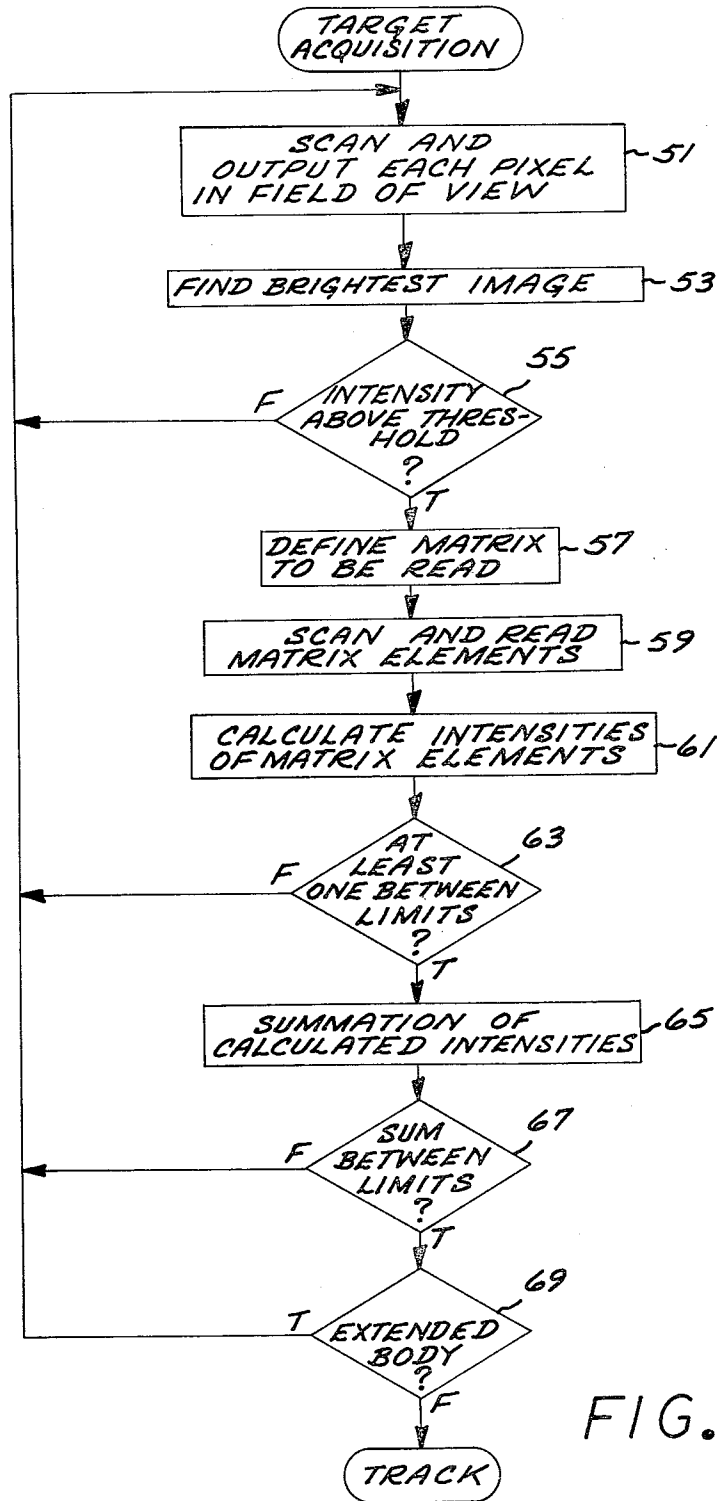 TARGET
ACQUISITION
SCAN AND
OUTPUT EACH PIXEL
IN FIELD OF VIEW
51
FIND BRIGHTEST IMAGE
53
55
F
INTENSITY
ABOVE THRES-
HOLD
?
T
DEFINE MATRIX
TO BE READ
57
SCAN AND READ
MATRIX ELEMENTS
59
CALCULATE INTENSITIES
OF MATRIX ELEMENTS
61
63
F
AT
LEAST
ONE BETWEEN
LIMITS
?
T
SUMMATION OF
CALCULATED INTENSITIES
65
67
F
SUM
BETWEEN
LIMITS
?
T
69
T
EXTENDED
BODY
?
F
FIG.
TRACK